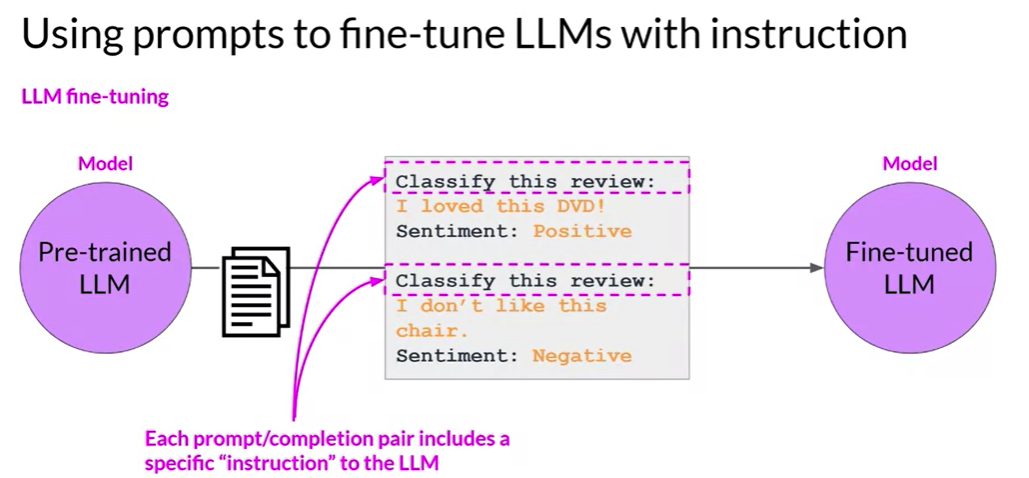 Using prompts to fine-tune LLMs with instruction
LLM fine-tuning
Model
Pre-trained
LLM
Classify this review:
I loved this DVD!
Sentiment: Positive
Classify this review:
I don't like this
chair.
Sentiment: Negative
Model
Fine-tuned
LLM
Each prompt/completion pair includes a
specific “instruction” to the LLM